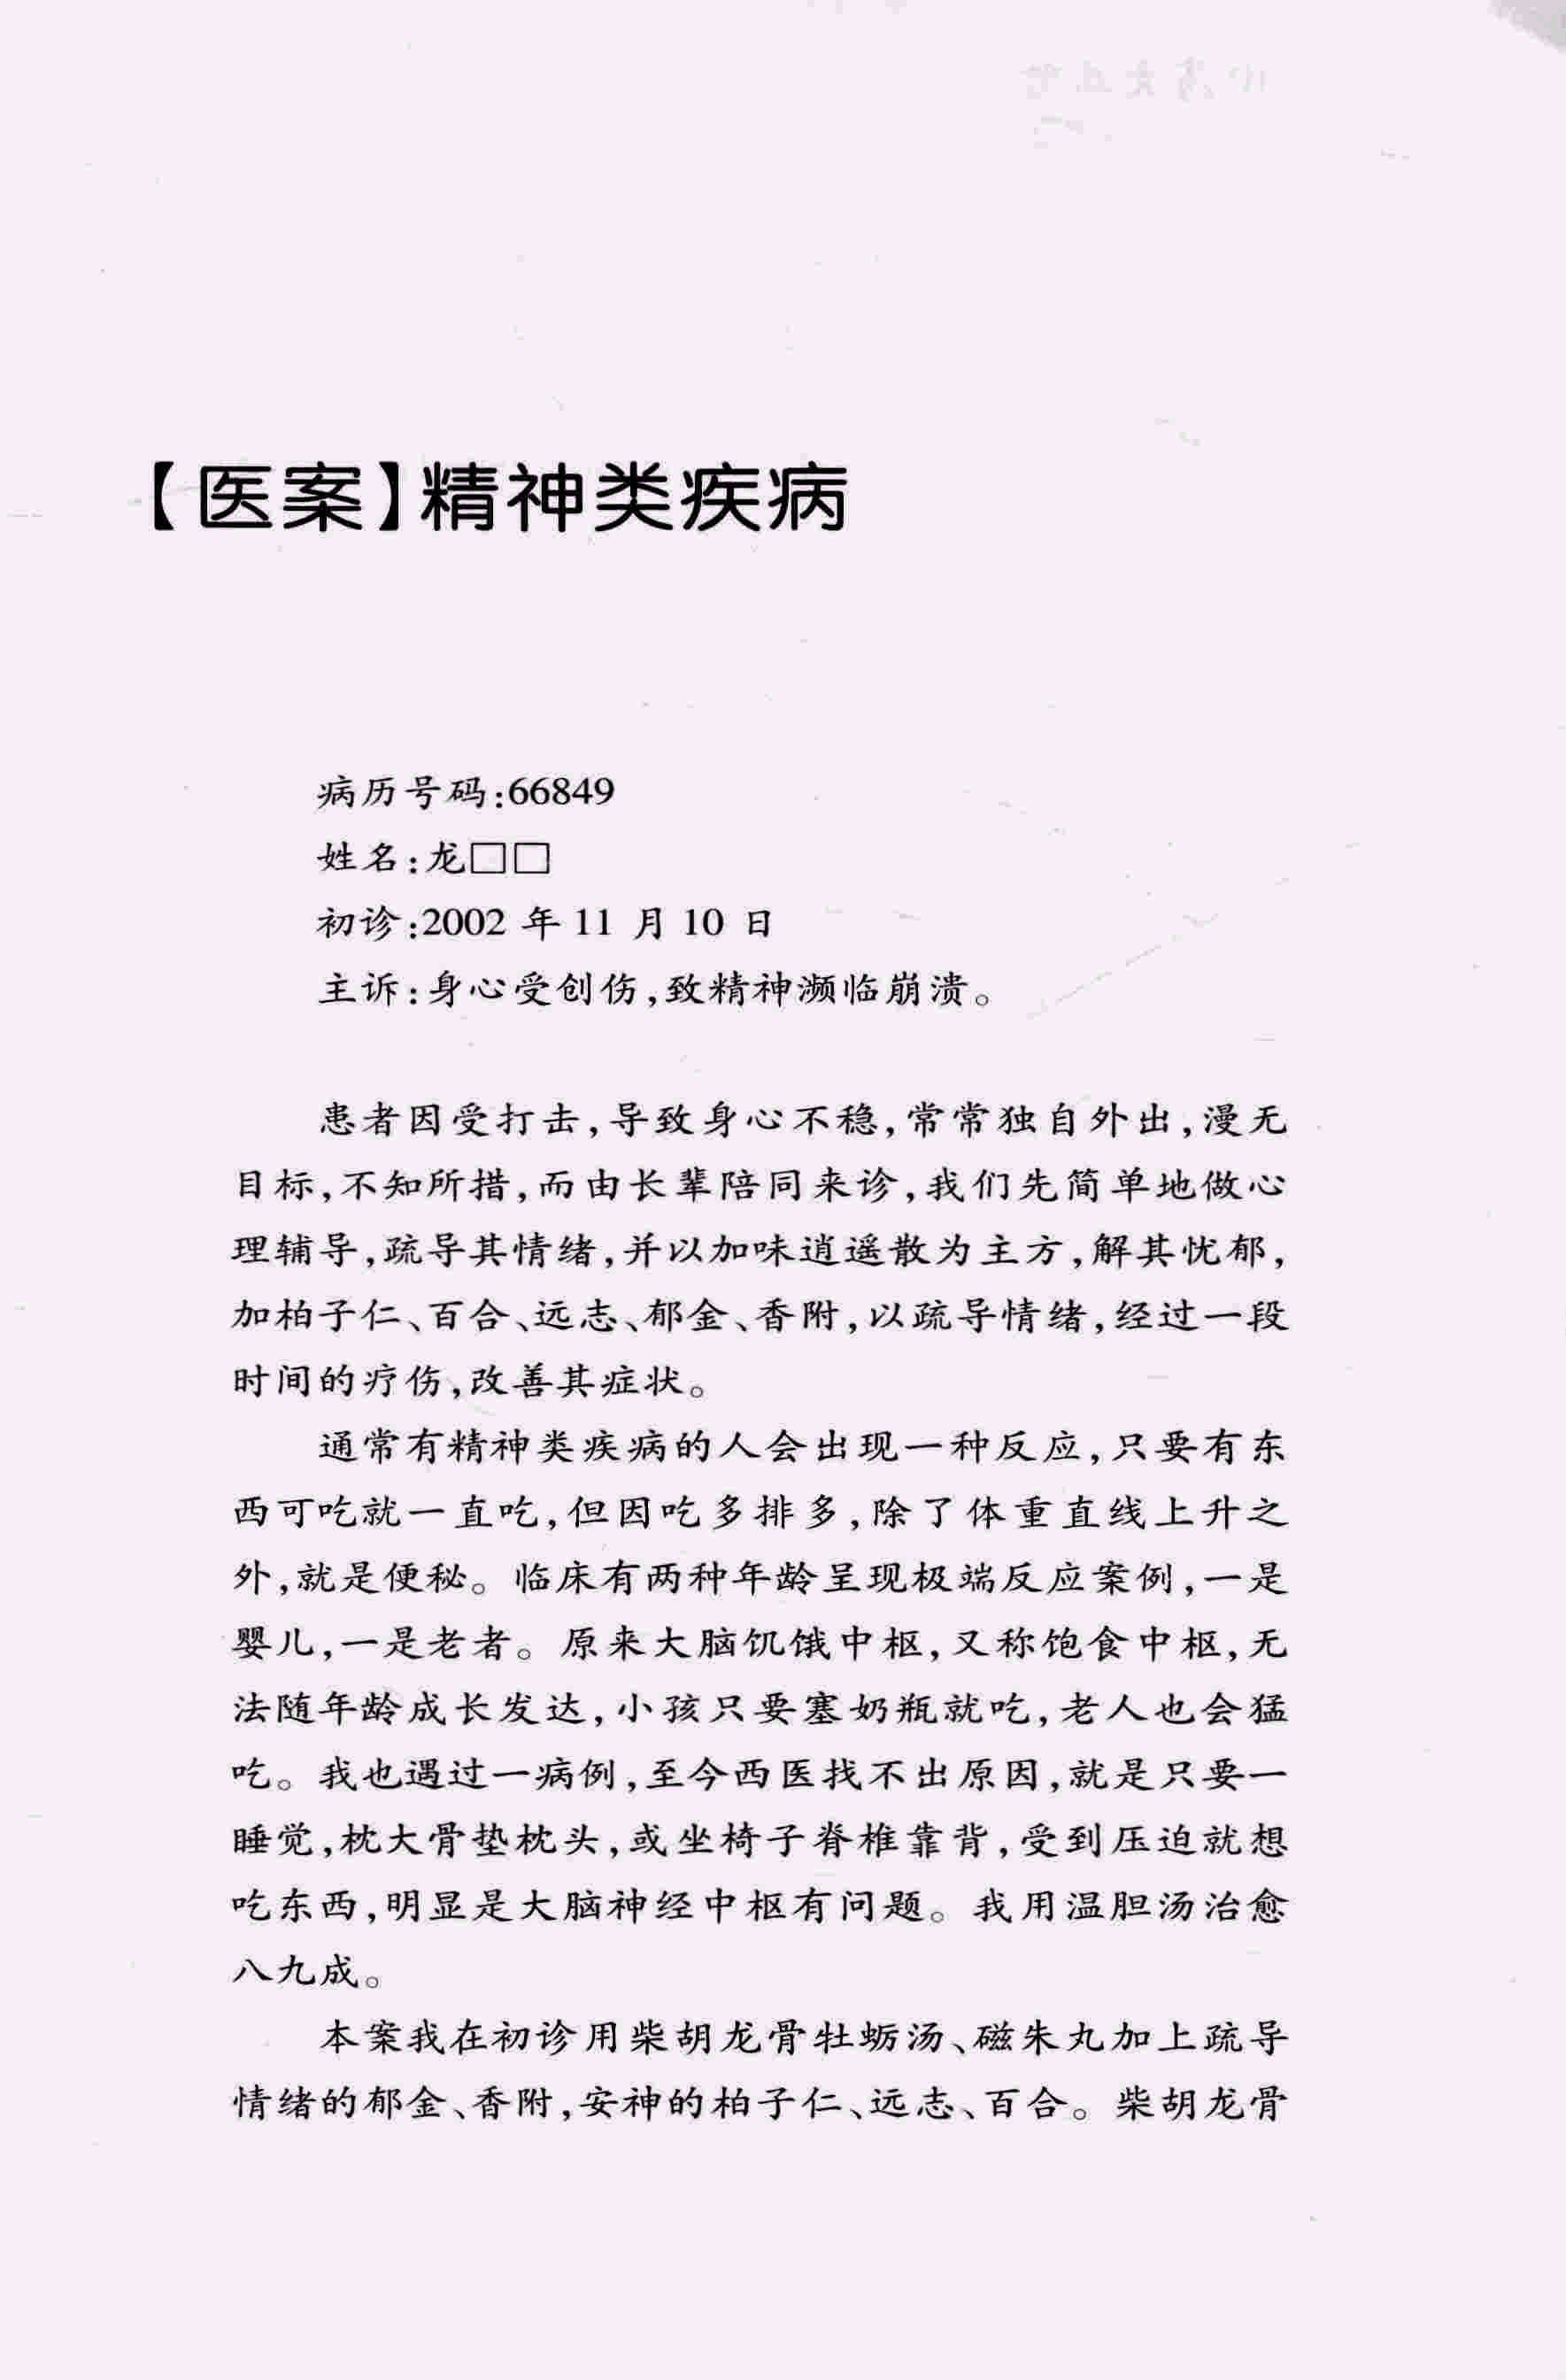 【医案】精神类疾病
病历号码:66849
姓名:龙□□
初诊:2002 年 11 月 10 日
主诉:身心受创伤,致精神濒临崩溃。
患者因受打击,导致身心不稳,常常独自外出,漫无
目标,不知所措,而由长辈陪同来诊,我们先简单地做心
理辅导,疏导其情绪,并以加味逍遥散为主方,解其忧郁,
加柏子仁、百合、远志、郁金、香附,以疏导情绪,经过一段
时间的疗伤,改善其症状。
通常有精神类疾病的人会出现一种反应,只要有东
西可吃就一直吃,但因吃多排多,除了体重直线上升之
外,就是便秘。临床有两种年龄呈现极端反应案例,一是
婴儿,一是老者。原来大脑饥饿中枢,又称饱食中枢,无
法随年龄成长发达,小孩只要塞奶瓶就吃,老人也会猛
吃。我也遇过一病例,至今西医找不出原因,就是只要一
睡觉,枕大骨垫枕头,或坐椅子脊椎靠背,受到压迫就想
吃东西,明显是大脑神经中枢有问题。我用温胆汤治愈
八九成。
本案我在初诊用柴胡龙骨牡蛎汤、磁朱丸加上疏导
情绪的郁金、香附,安神的柏子仁、远志、百合。柴胡龙骨